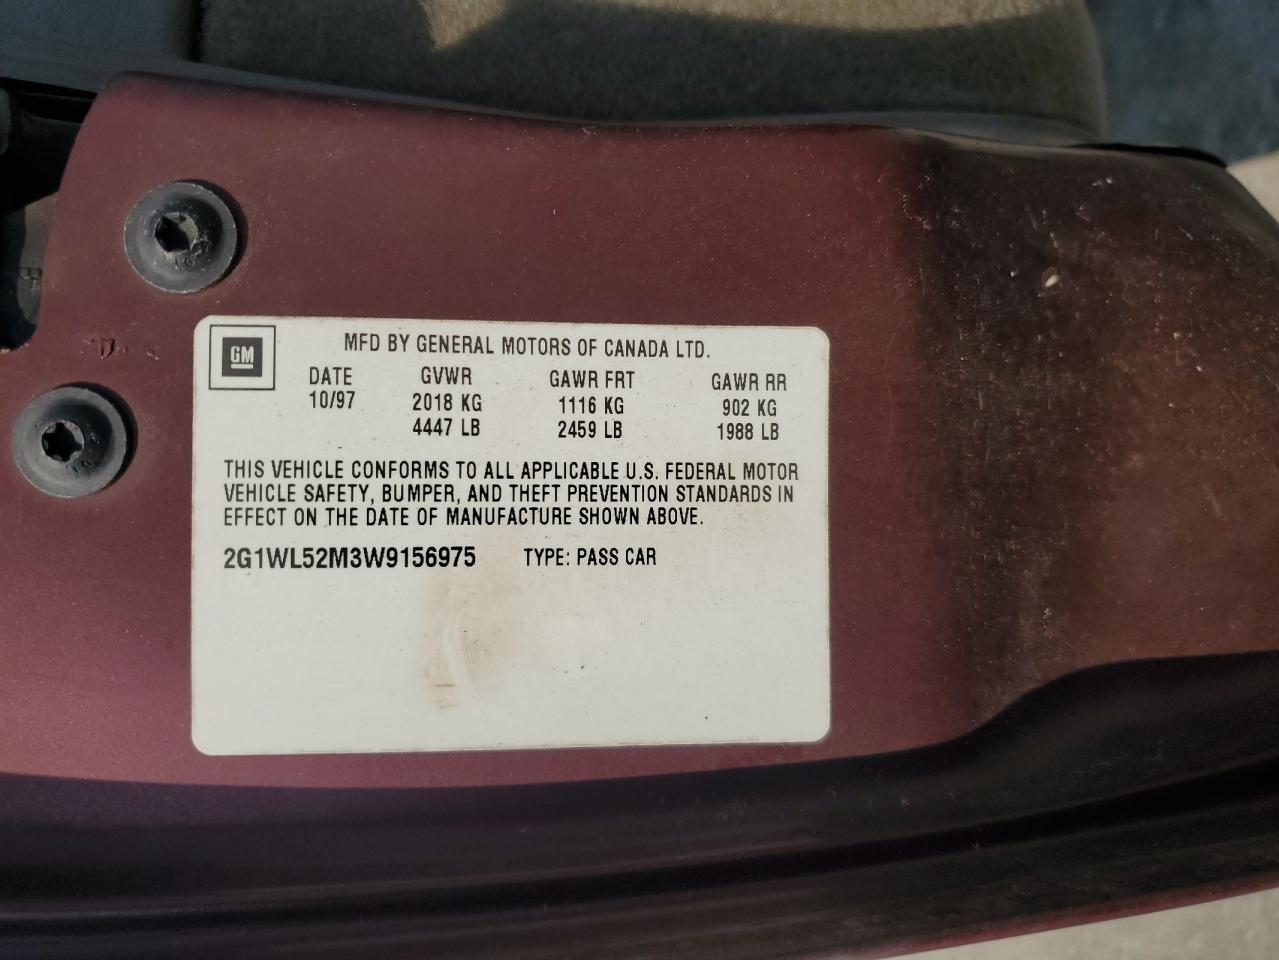 GM
MFD BY GENERAL MOTORS OF CANADA LTD.
DATE GVWR GAWR FRT GAWR RR
10/97 2018 KG 1116 KG 902 KG
4447 LB 2459 LB 1988 LB
THIS VEHICLE CONFORMS TO ALL APPLICABLE U.S. FEDERAL MOTOR
VEHICLE SAFETY, BUMPER, AND THEFT PREVENTION STANDARDS IN
EFFECT ON THE DATE OF MANUFACTURE SHOWN ABOVE.
2G1WL52M3W9156975 TYPE: PASS CAR